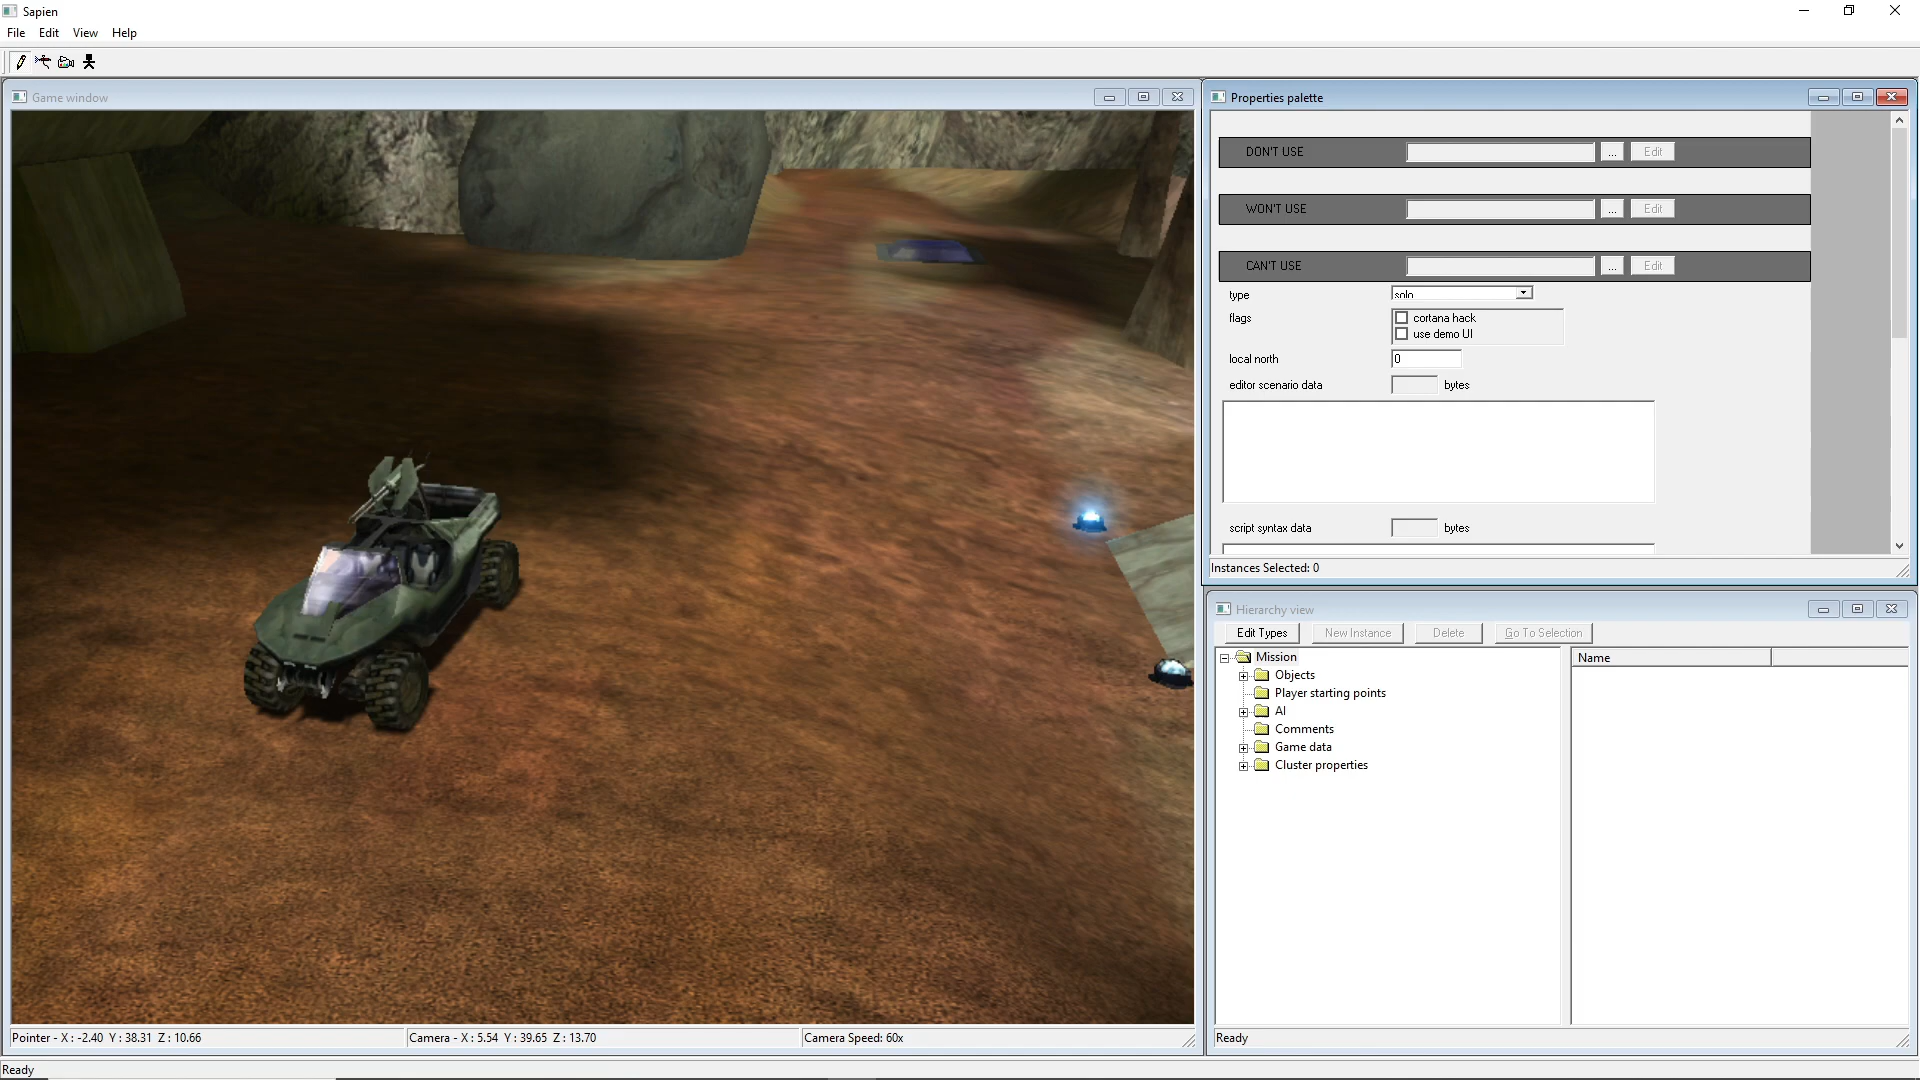 Sapien
File Edit View Help
Game window
Properties palette
DON'T USE ... Edit
WON'T USE ... Edit
CAN'T USE ... Edit
type solo
flags cortana hack
use demo UI
local north 0
editor scenario data bytes
script syntax data bytes
Instances Selected: 0
Hierarchy view
Edit Types New Instance Delete Go To Selection
Mission
Objects
Player starting points
AI
Comments
Game data
Cluster properties
Name
Pointer - X : -2.40 Y : 38.31 Z : 10.66
Camera - X : 5.54 Y : 39.65 Z : 13.70
Camera Speed: 60x
Ready
Ready